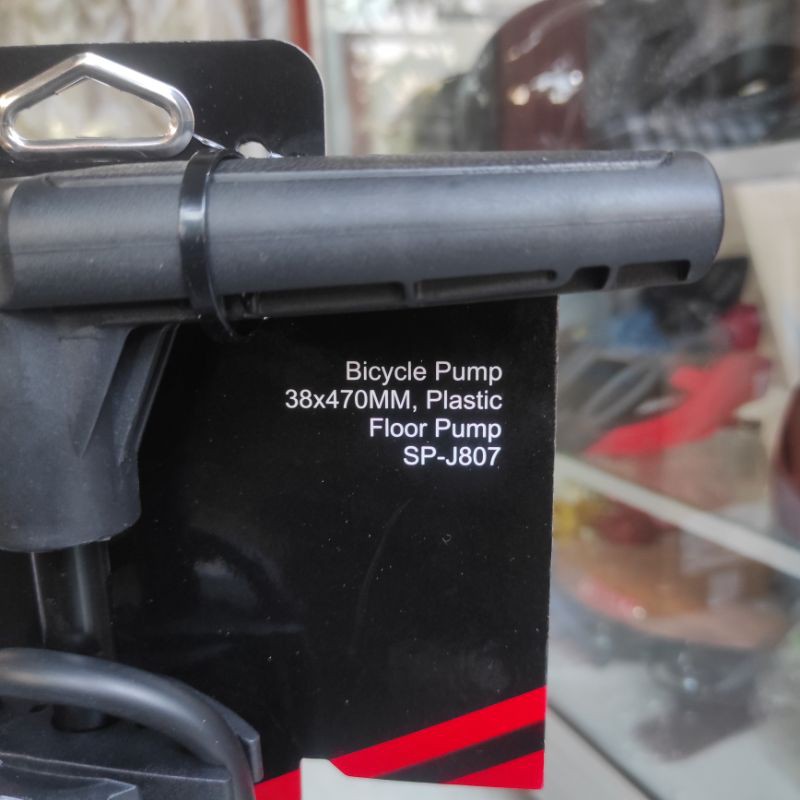 Bicycle Pump
38x470MM, Plastic
Floor Pump
SP-J807